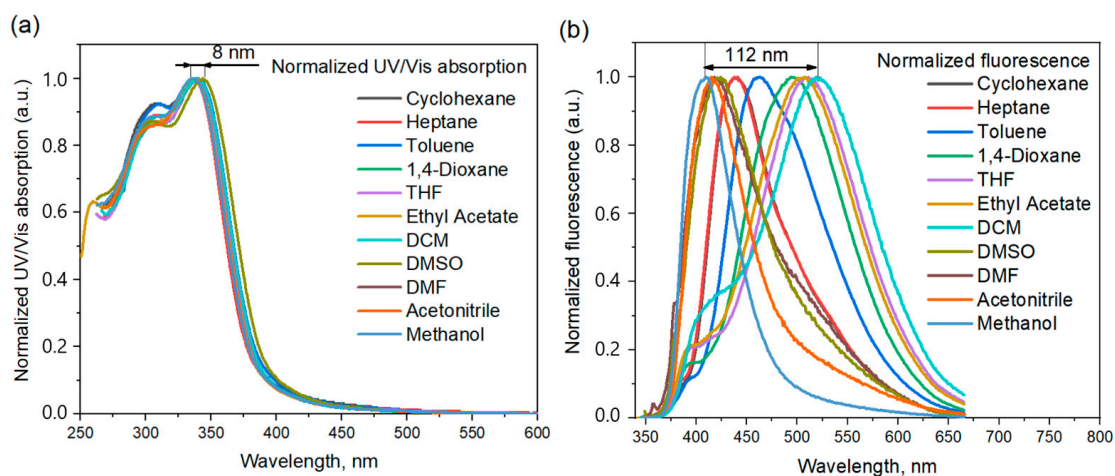 (a)
8 nm
Normalized UV/Vis absorption
Cyclohexane
Heptane
Toluene
1,4-Dioxane
THF
Ethyl Acetate
DCM
DMSO
DMF
Acetonitrile
Methanol
Normalized UV/Vis absorption (a.u.)
1.0
0.8
0.6
0.4
0.2
0.0
250 300 350 400 450 500 550 600
Wavelength, nm
(b)
112 nm
Normalized fluorescence
Cyclohexane
Heptane
Toluene
1,4-Dioxane
THF
Ethyl Acetate
DCM
DMSO
DMF
Acetonitrile
Methanol
Normalized fluorescence (a.u.)
1.0
0.8
0.6
0.4
0.2
0.0
350 400 450 500 550 600 650 700 750 800
Wavelength, nm